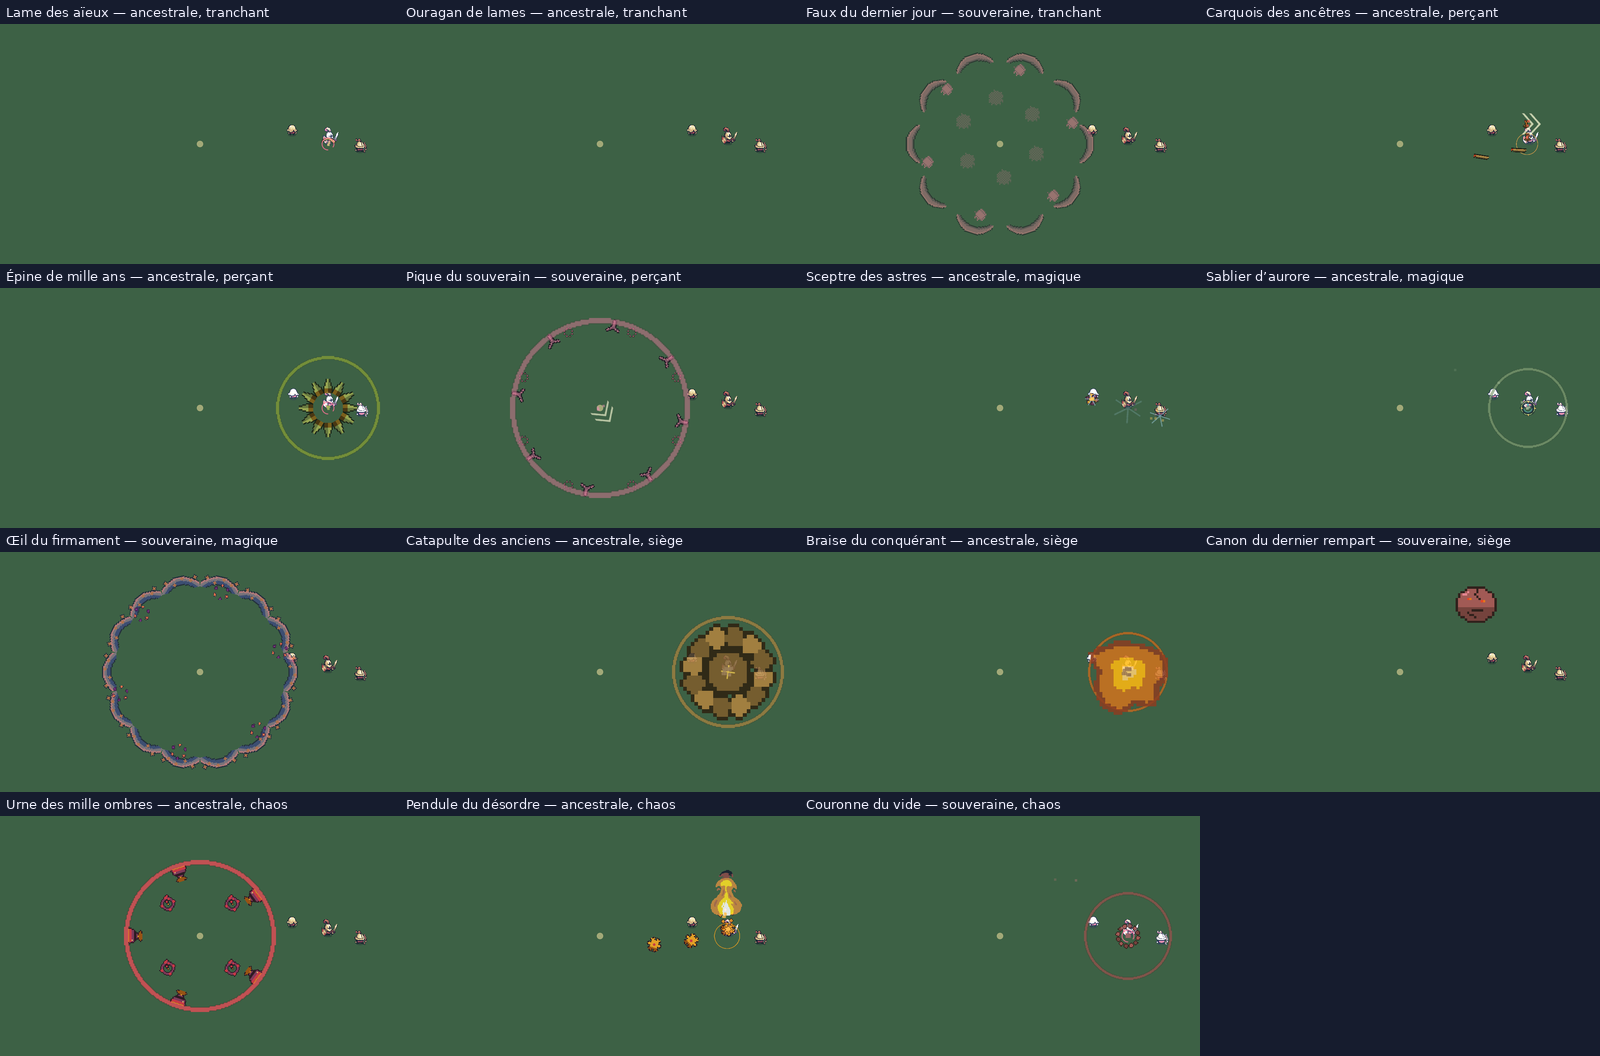 Lame des aïeux — ancestrale, tranchant
Ouragan de lames — ancestrale, tranchant
Faux du dernier jour — souveraine, tranchant
Carquois des ancêtres — ancestrale, perçant
Épine de mille ans — ancestrale, perçant
Pique du souverain — souveraine, perçant
Sceptre des astres — ancestrale, magique
Sablier d’aurore — ancestrale, magique
Œil du firmament — souveraine, magique
Catapulte des anciens — ancestrale, siège
Braise du conquérant — ancestrale, siège
Canon du dernier rempart — souveraine, siège
Urne des mille ombres — ancestrale, chaos
Pendule du désordre — ancestrale, chaos
Couronne du vide — souveraine, chaos